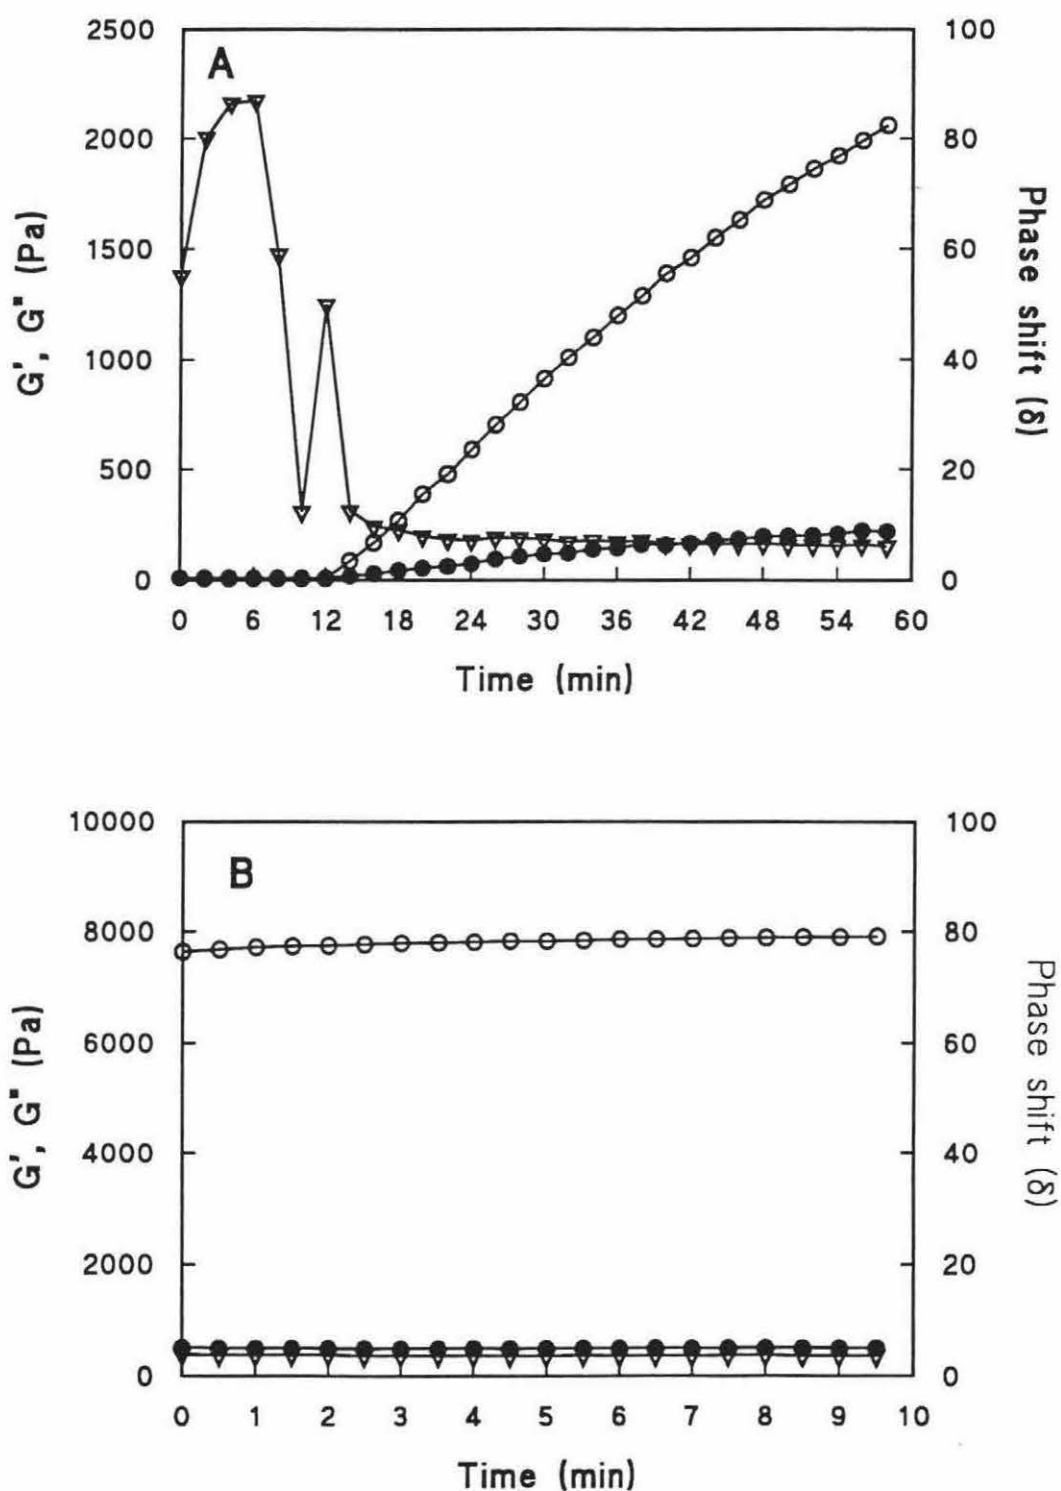 A
2500
2000
1500
1000
500
0
G', G" (Pa)
100
80
60
40
20
0
Phase shift (δ)
0 6 12 18 24 30 36 42 48 54 60
Time (min)
B
10000
8000
6000
4000
2000
0
G', G" (Pa)
100
80
60
40
20
0
Phase shift (δ)
0 1 2 3 4 5 6 7 8 9 10
Time (min)